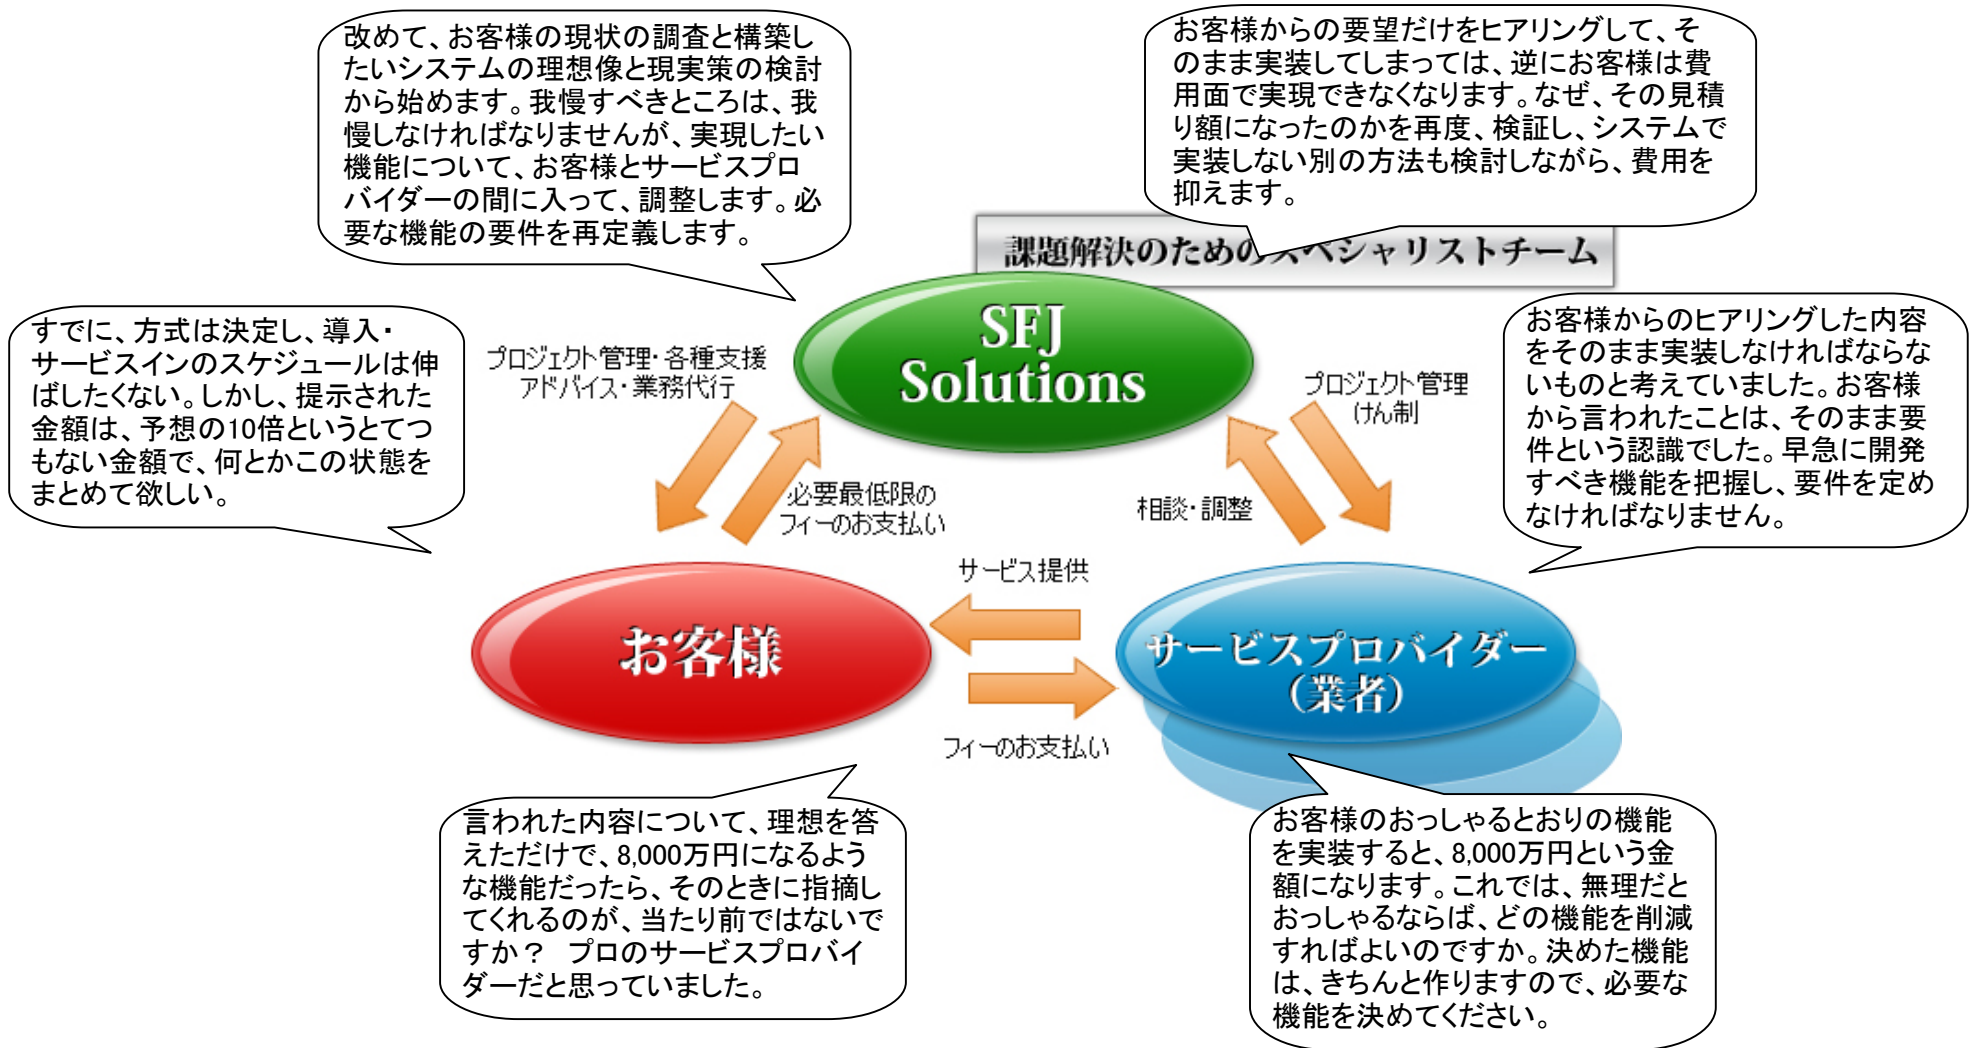 改めて、お客様の現状の調査と構築し
たいシステムの理想像と現実策の検討
から始めます。我慢すべきところは、我
慢しなければなりませんが、実現したい
機能について、お客様とサービスプロ
バイダーの間に入って、調整します。必
要な機能の要件を再定義します。
お客様からの要望だけをヒアリングして、そ
のまま実装してしまっては、逆にお客様は費
用面で実現できなくなります。なぜ、その見積
り額になったのかを再度、検証し、システムで
実装しない別の方法も検討しながら、費用を
抑えます。
課題解決のためのスペシャリストチーム
SFJ
Solutions
すでに、方式は決定し、導入・
サービスインのスケジュールは伸
ばしたくない。しかし、提示された
金額は、予想の10倍というとてつ
もない金額で、何とかこの状態を
まとめて欲しい。
プロジェクト管理・各種支援
アドバイス・業務代行
プロジェクト管理
けん制
お客様からのヒアリングした内容
をそのまま実装しなければならな
いものと考えていました。お客様
から言われたことは、そのまま要
件という認識でした。早急に開発
すべき機能を把握し、要件を定め
なければなりません。
必要最低限の
フィーのお支払い
相談・調整
サービス提供
お客様
サービスプロバイダー
（業者）
フィーのお支払い
言われた内容について、理想を答
えただけで、8,000万円になるよう
な機能だったら、そのときに指摘し
てくれるのが、当たり前ではないで
すか？　プロのサービスプロバイ
ダーだと思っていました。
お客様のおっしゃるとおりの機能
を実装すると、8,000万円という金
額になります。これでは、無理だと
おっしゃるならば、どの機能を削減
すればよいのですか。決めた機能
は、きちんと作りますので、必要な
機能を決めてください。